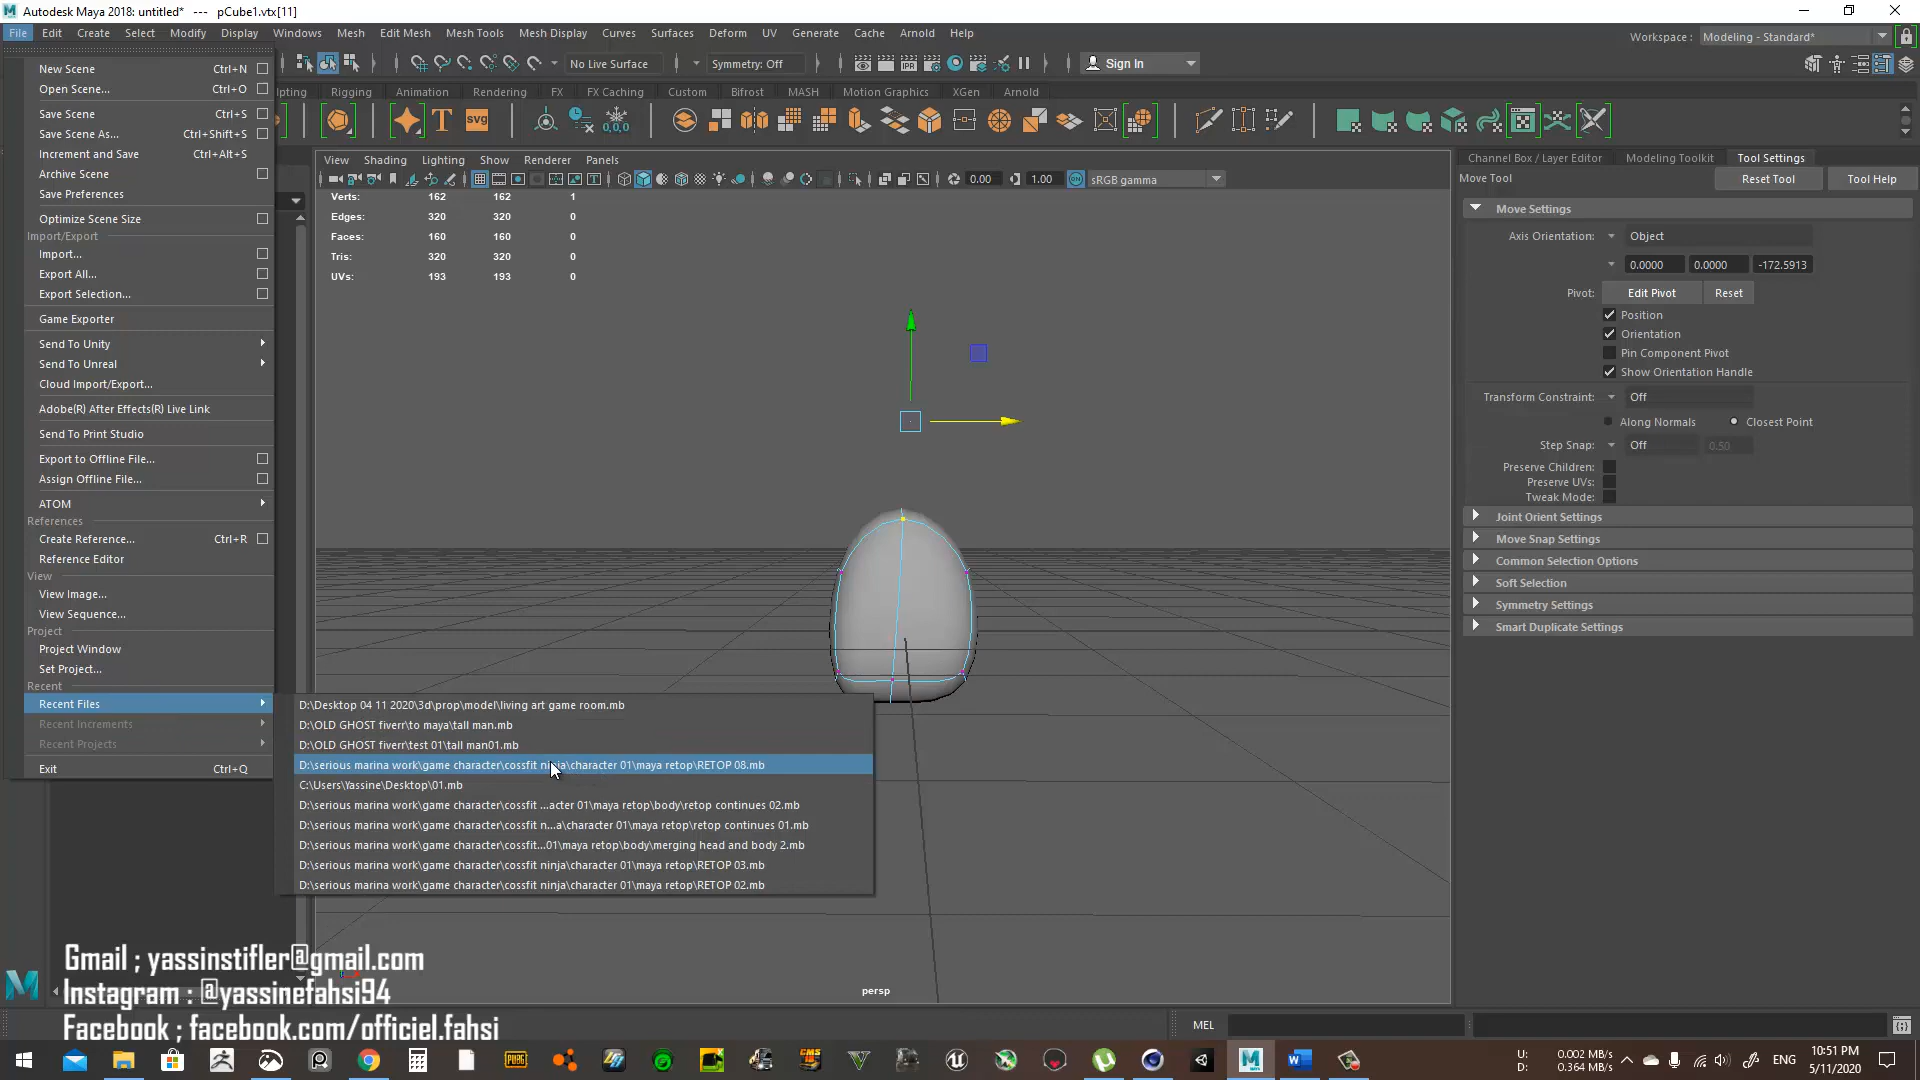 Autodesk Maya 2018: untitled*   ---   pCube1.vtx[11]
File Edit Create Select Modify Display Windows Mesh Edit Mesh Mesh Tools Mesh Display Curves Surfaces Deform UV Generate Cache Arnold Help
Workspace : Modeling - Standard*
No Live Surface Symmetry: Off Sign In
Rigging Animation Rendering FX FX Caching Custom Bifrost MASH Motion Graphics XGen Arnold
svg
0,0,0
View Shading Lighting Show Renderer Panels
0.00 1.00 sRGB gamma
Verts: 162 162 1
Edges: 320 320 0
Faces: 160 160 0
Tris: 320 320 0
UVs: 193 193 0
New Scene Ctrl+N
Open Scene... Ctrl+O
Save Scene Ctrl+S
Save Scene As... Ctrl+Shift+S
Increment and Save Ctrl+Alt+S
Archive Scene
Save Preferences
Optimize Scene Size
Import/Export
Import...
Export All...
Export Selection...
Game Exporter
Send To Unity
Send To Unreal
Cloud Import/Export...
Adobe(R) After Effects(R) Live Link
Send To Print Studio
Export to Offline File...
Assign Offline File...
ATOM
References
Create Reference... Ctrl+R
Reference Editor
View
View Image...
View Sequence...
Project
Project Window
Set Project...
Recent
Recent Files
Recent Increments
Recent Projects
Exit Ctrl+Q
D:\Desktop 04 11 2020\3d\prop\model\living art game room.mb
D:\OLD GHOST fiverr\to maya\tall man.mb
D:\OLD GHOST fiverr\test 01\tall man01.mb
D:\serious marina work\game character\cossfit ninja\character 01\maya retop\RETOP 08.mb
C:\Users\Yassine\Desktop\01.mb
D:\serious marina work\game character\cossfit ...acter 01\maya retop\body\retop continues 02.mb
D:\serious marina work\game character\cossfit n...a\character 01\maya retop\retop continues 01.mb
D:\serious marina work\game character\cossfit...01\maya retop\body\merging head and body 2.mb
D:\serious marina work\game character\cossfit ninja\character 01\maya retop\RETOP 03.mb
D:\serious marina work\game character\cossfit ninja\character 01\maya retop\RETOP 02.mb
persp
Channel Box / Layer Editor Modeling Toolkit Tool Settings
Move Tool Reset Tool Tool Help
Move Settings
Axis Orientation: Object
0.0000 0.0000 -172.5913
Pivot: Edit Pivot Reset
Position
Orientation
Pin Component Pivot
Show Orientation Handle
Transform Constraint: Off
Along Normals Closest Point
Step Snap: Off 0.50
Preserve Children:
Preserve UVs:
Tweak Mode:
Joint Orient Settings
Move Snap Settings
Common Selection Options
Soft Selection
Symmetry Settings
Smart Duplicate Settings
Gmail ; yassinstifler@gmail.com
Instagram : @yassinefahsi94
Facebook ; facebook.com/officiel.fahsi
MEL
U: 0.002 MB/s
D: 0.364 MB/s
ENG
10:51 PM
5/11/2020